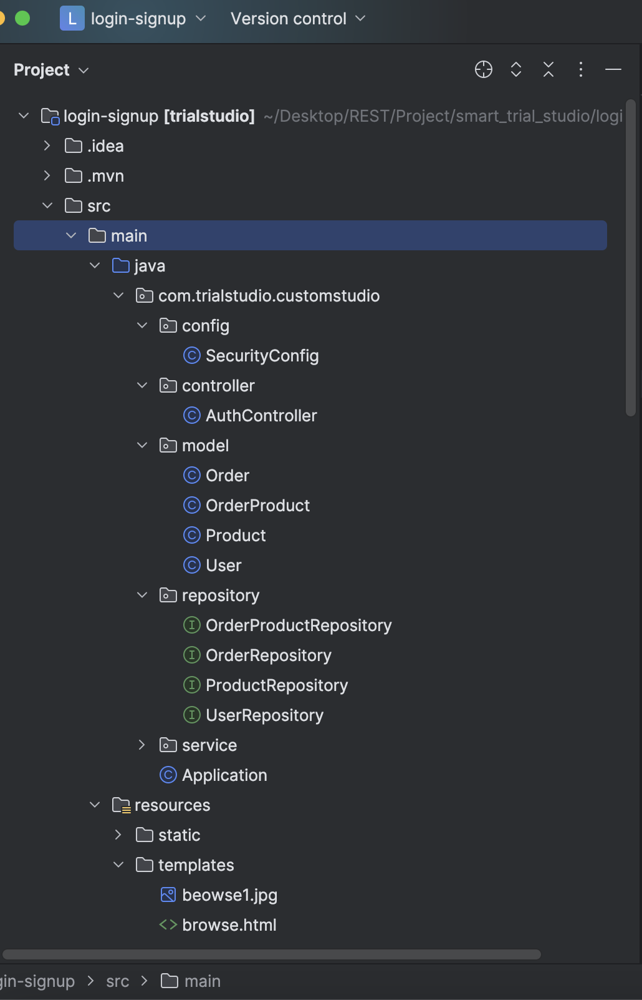 L login-signup Version control
Project
login-signup [trialstudio] ~/Desktop/REST/Project/smart_trial_studio/logi
.idea
.mvn
src
main
java
com.trialstudio.customstudio
config
C SecurityConfig
controller
C AuthController
model
C Order
C OrderProduct
C Product
C User
repository
I OrderProductRepository
I OrderRepository
I ProductRepository
I UserRepository
service
C Application
resources
static
templates
beowse1.jpg
<> browse.html
gin-signup > src > main